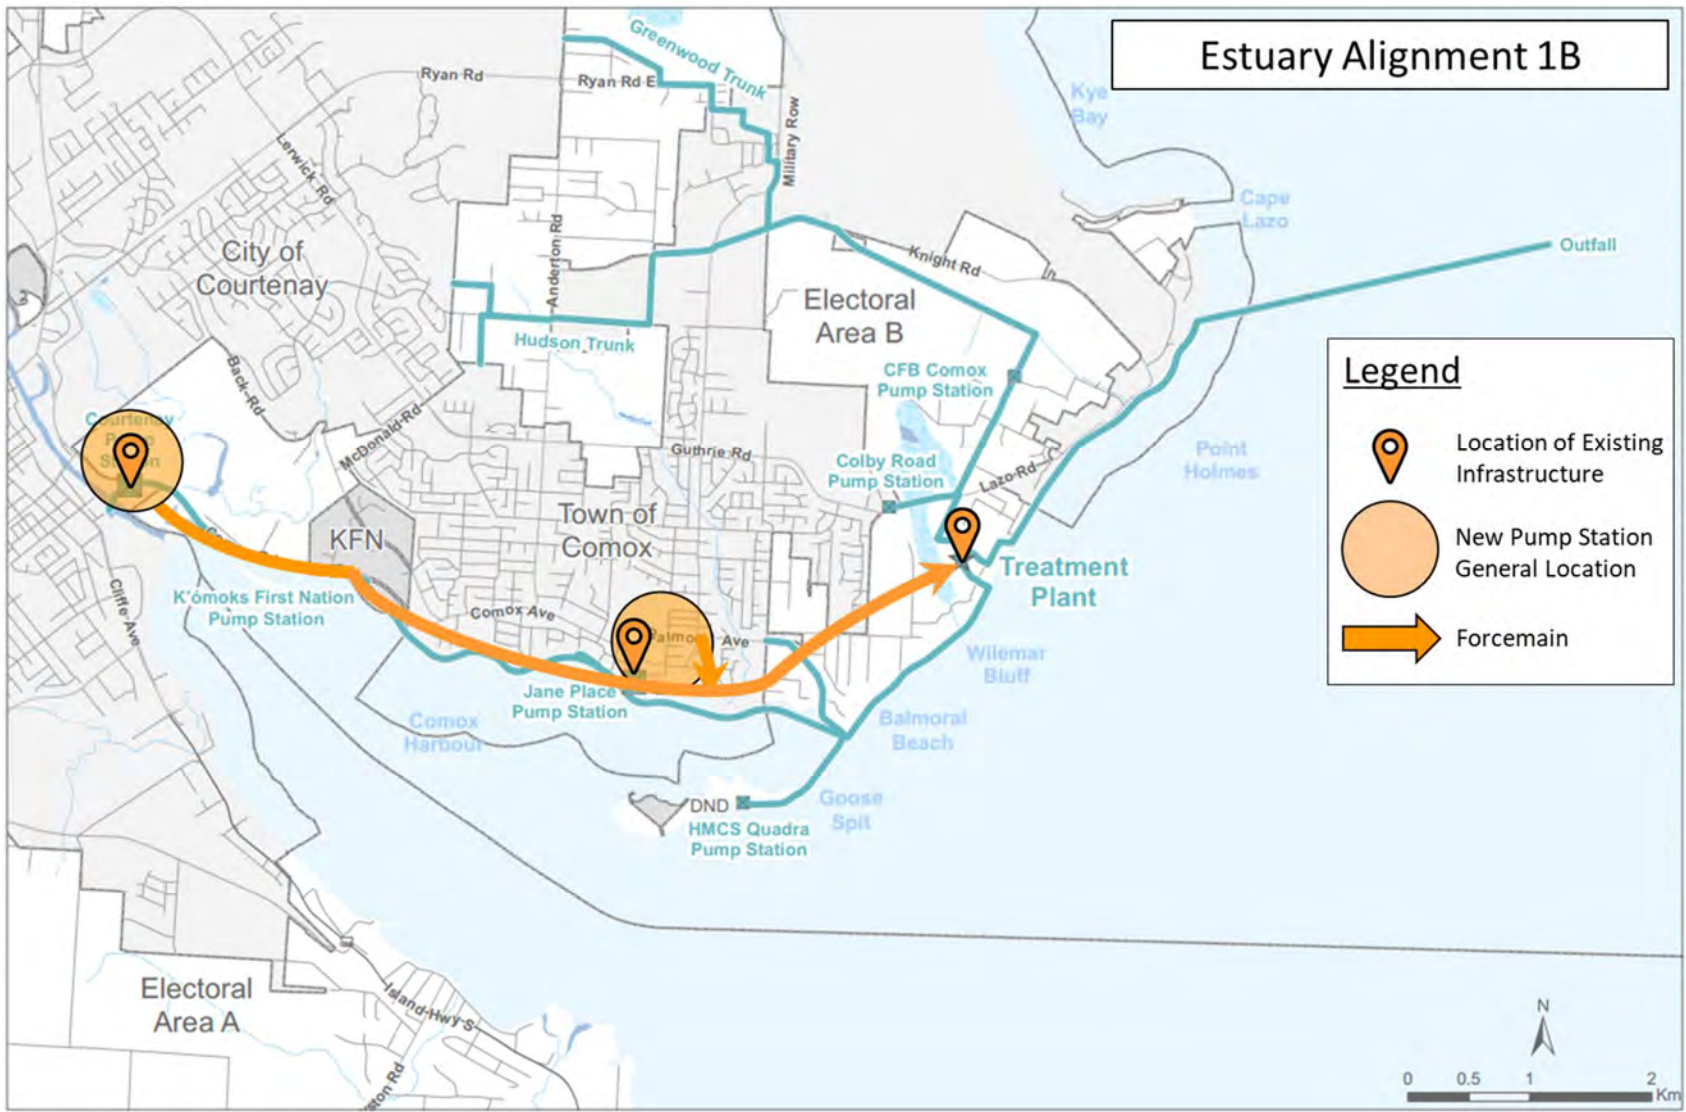 Estuary Alignment 1B
Greenwood Trunk
Ryan Rd
Ryan Rd E
Kye
Bay
Military Row
Lerwick Rd
Cape
Lazo
Anderton Rd
City of
Courtenay
Knight Rd
Outfall
Electoral
Area B
Hudson Trunk
Legend
Location of Existing
Infrastructure
New Pump Station
General Location
Forcemain
Back-Rd
CFB Comox
Pump Station
Courtenay
McDonald-Rd
Guthrie-Rd
Colby Road
Pump Station
Lazo-Rd
Point
Holmes
Town of
Comox
KFN
Treatment
Plant
K'ómoks First Nation
Pump Station
Cliffe-Ave
Comox Ave
Ave
Wilemar
Bluff
Jane Place
Pump Station
Comox
Harbour
Balmoral
Beach
DND
Goose
Spit
HMCS Quadra
Pump Station
Electoral
Area A
Island-Hwy-S
N
0 0.5 1 2
Km